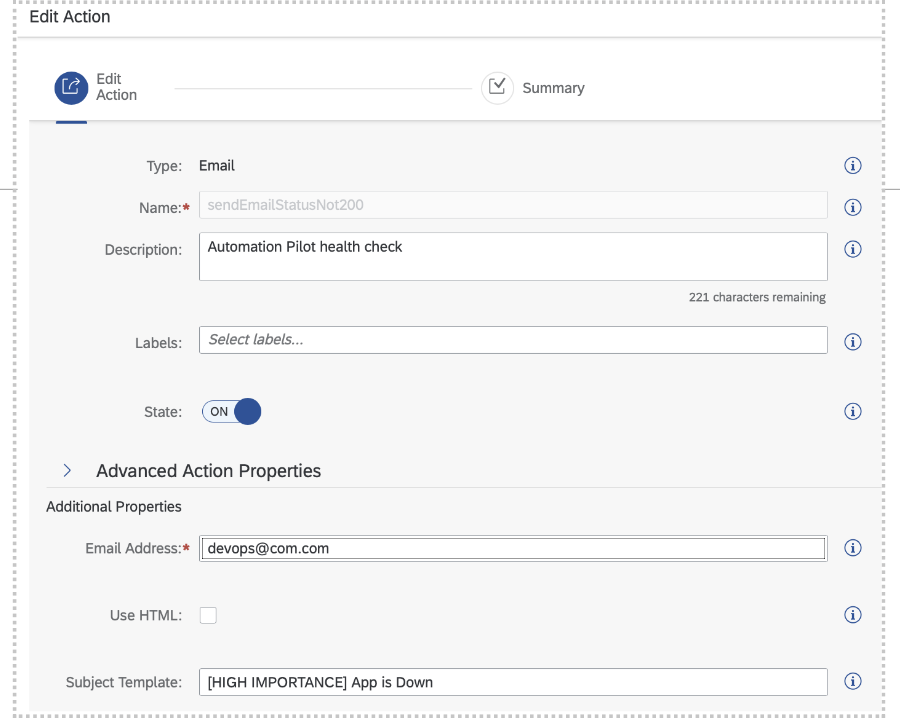 Edit Action
Edit
Action
Summary
Type: Email
Name:* sendEmailStatusNot200
Description: Automation Pilot health check
221 characters remaining
Labels: Select labels...
State: ON
Advanced Action Properties
Additional Properties
Email Address:* devops@com.com
Use HTML:
Subject Template: [HIGH IMPORTANCE] App is Down